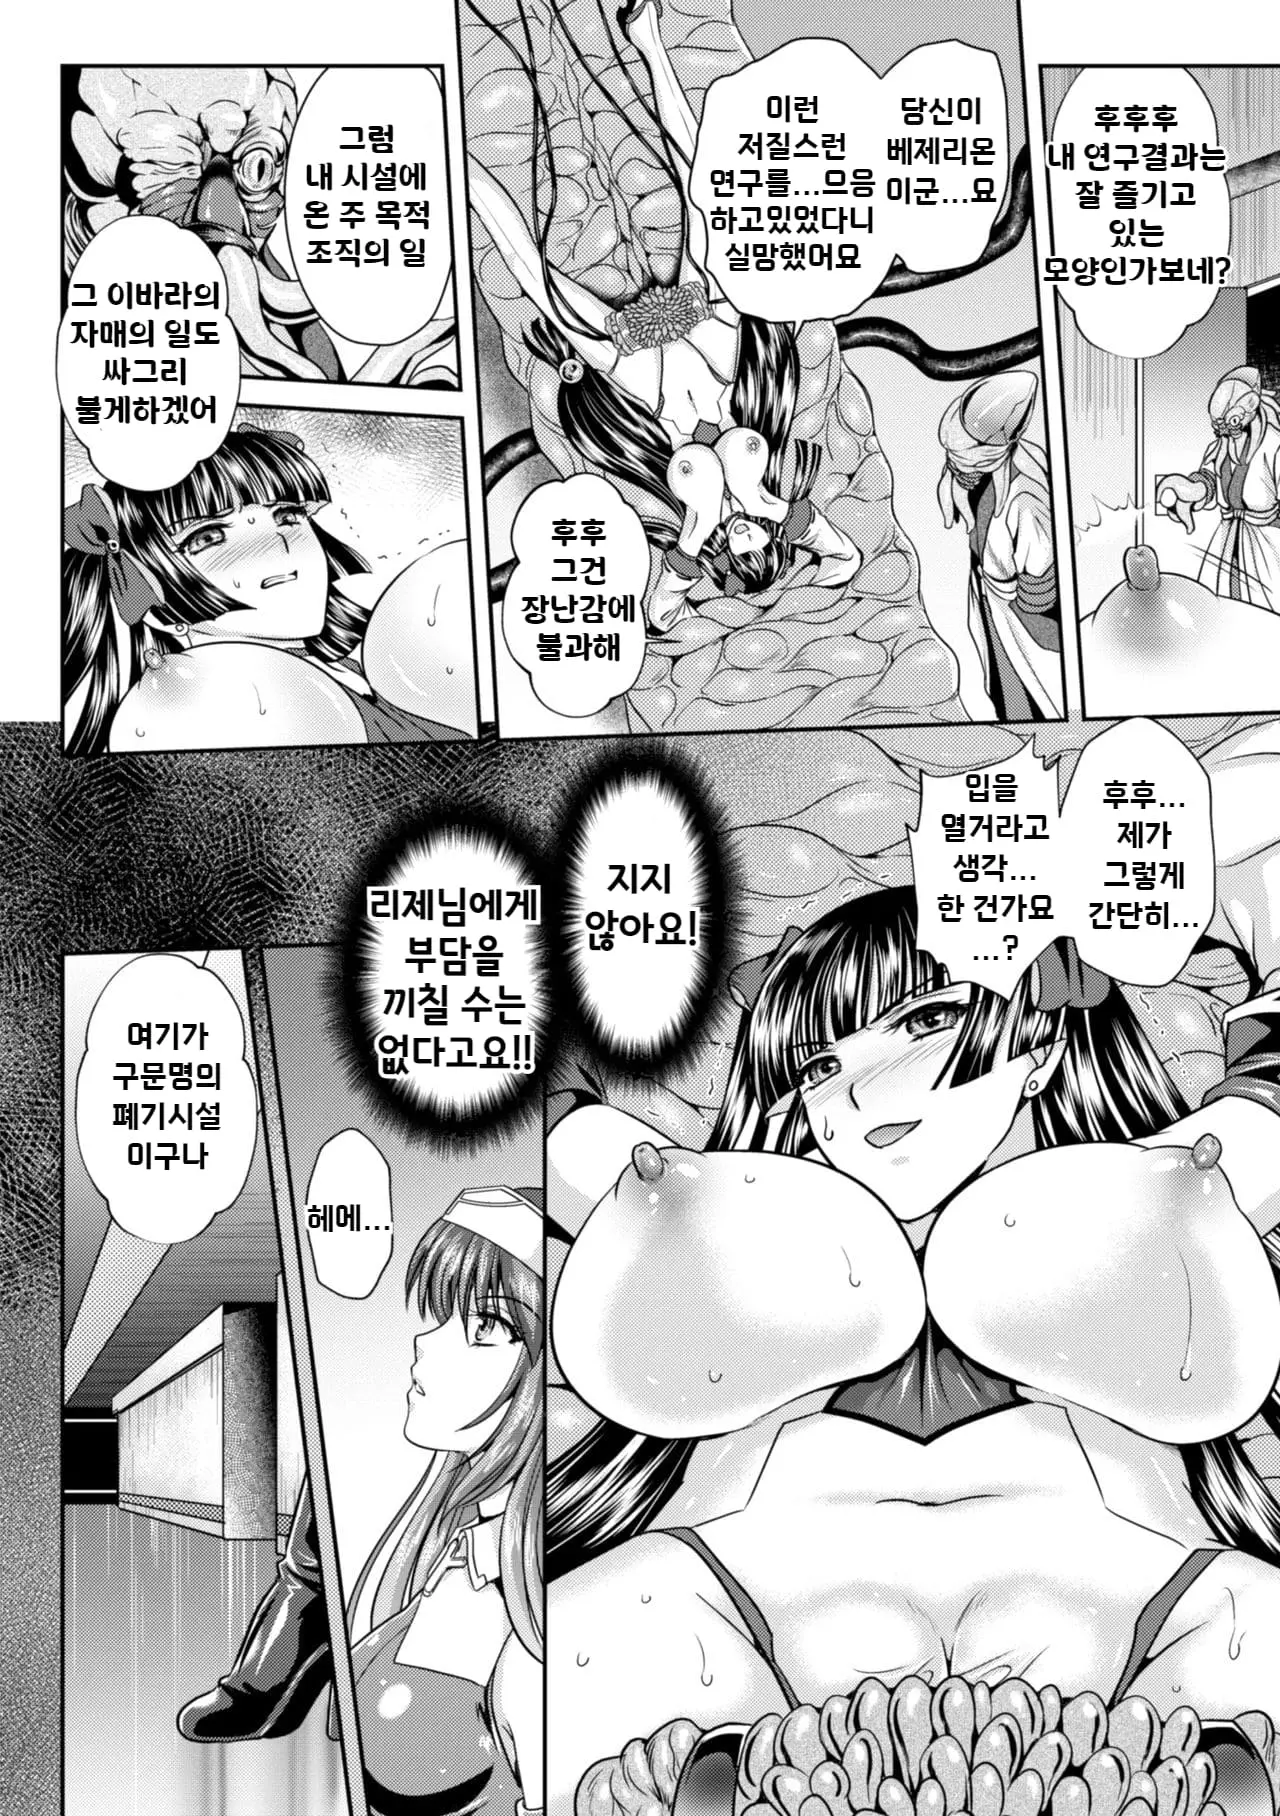 후후후
내 연구결과는
잘 즐기고
있는
모양인가보네?
당신이
베제리온
이군...요
이런
저질스런
연구를...으응
하고있었다니
실망했어요
후후
그건
장난감에
불과해
그럼
내 시설에
온 주 목적
조직의 일
그 이바라의
자매의 일도
싸그리
불게하겠어
후후...
제가
그렇게
간단히...
입을
열거라고
생각...
한 건가요
...?
지지
않아요!
리제님에게
부담을
끼칠 수는
없다고요!!
헤메...
여기가
구문명의
폐기시설
이구나